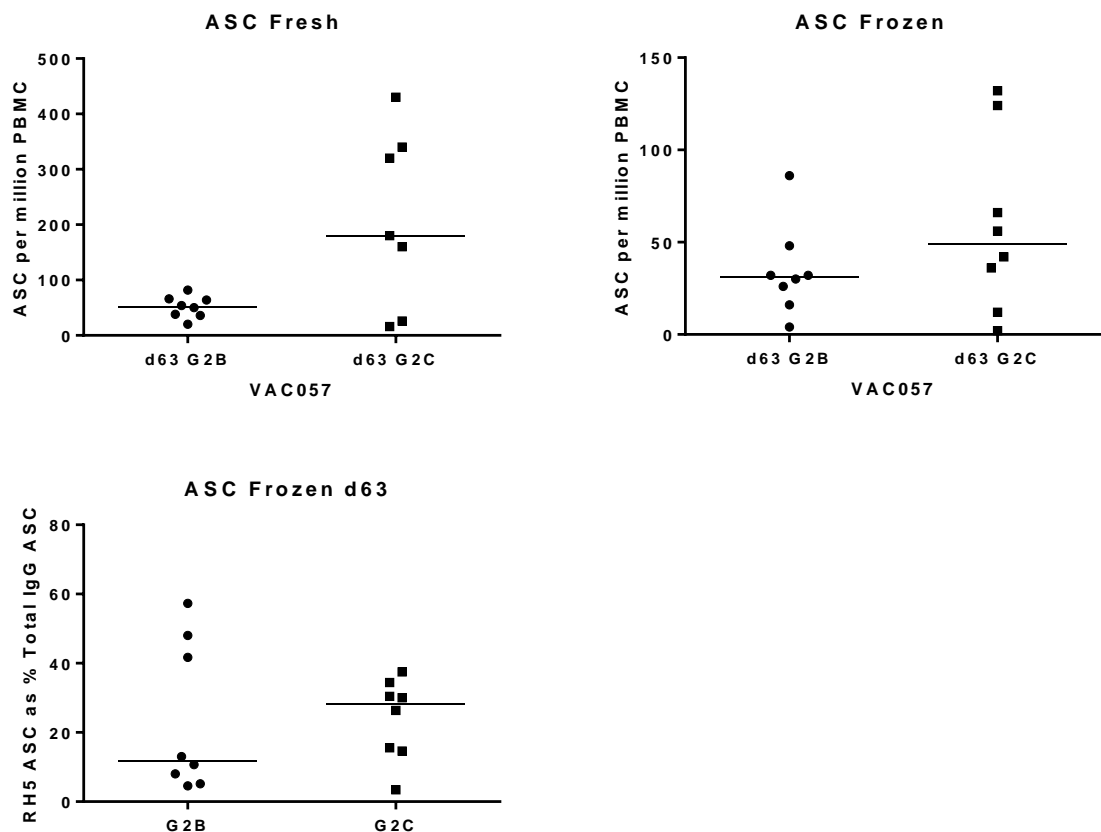 ASC Fresh
ASC per million PBMC
500
400
300
200
100
0
d63 G2B
d63 G2C
VAC057
ASC Frozen
ASC per million PBMC
150
100
50
0
d63 G2B
d63 G2C
VAC057
ASC Frozen d63
RH5 ASC as % Total IgG ASC
80
60
40
20
0
G2B
G2C